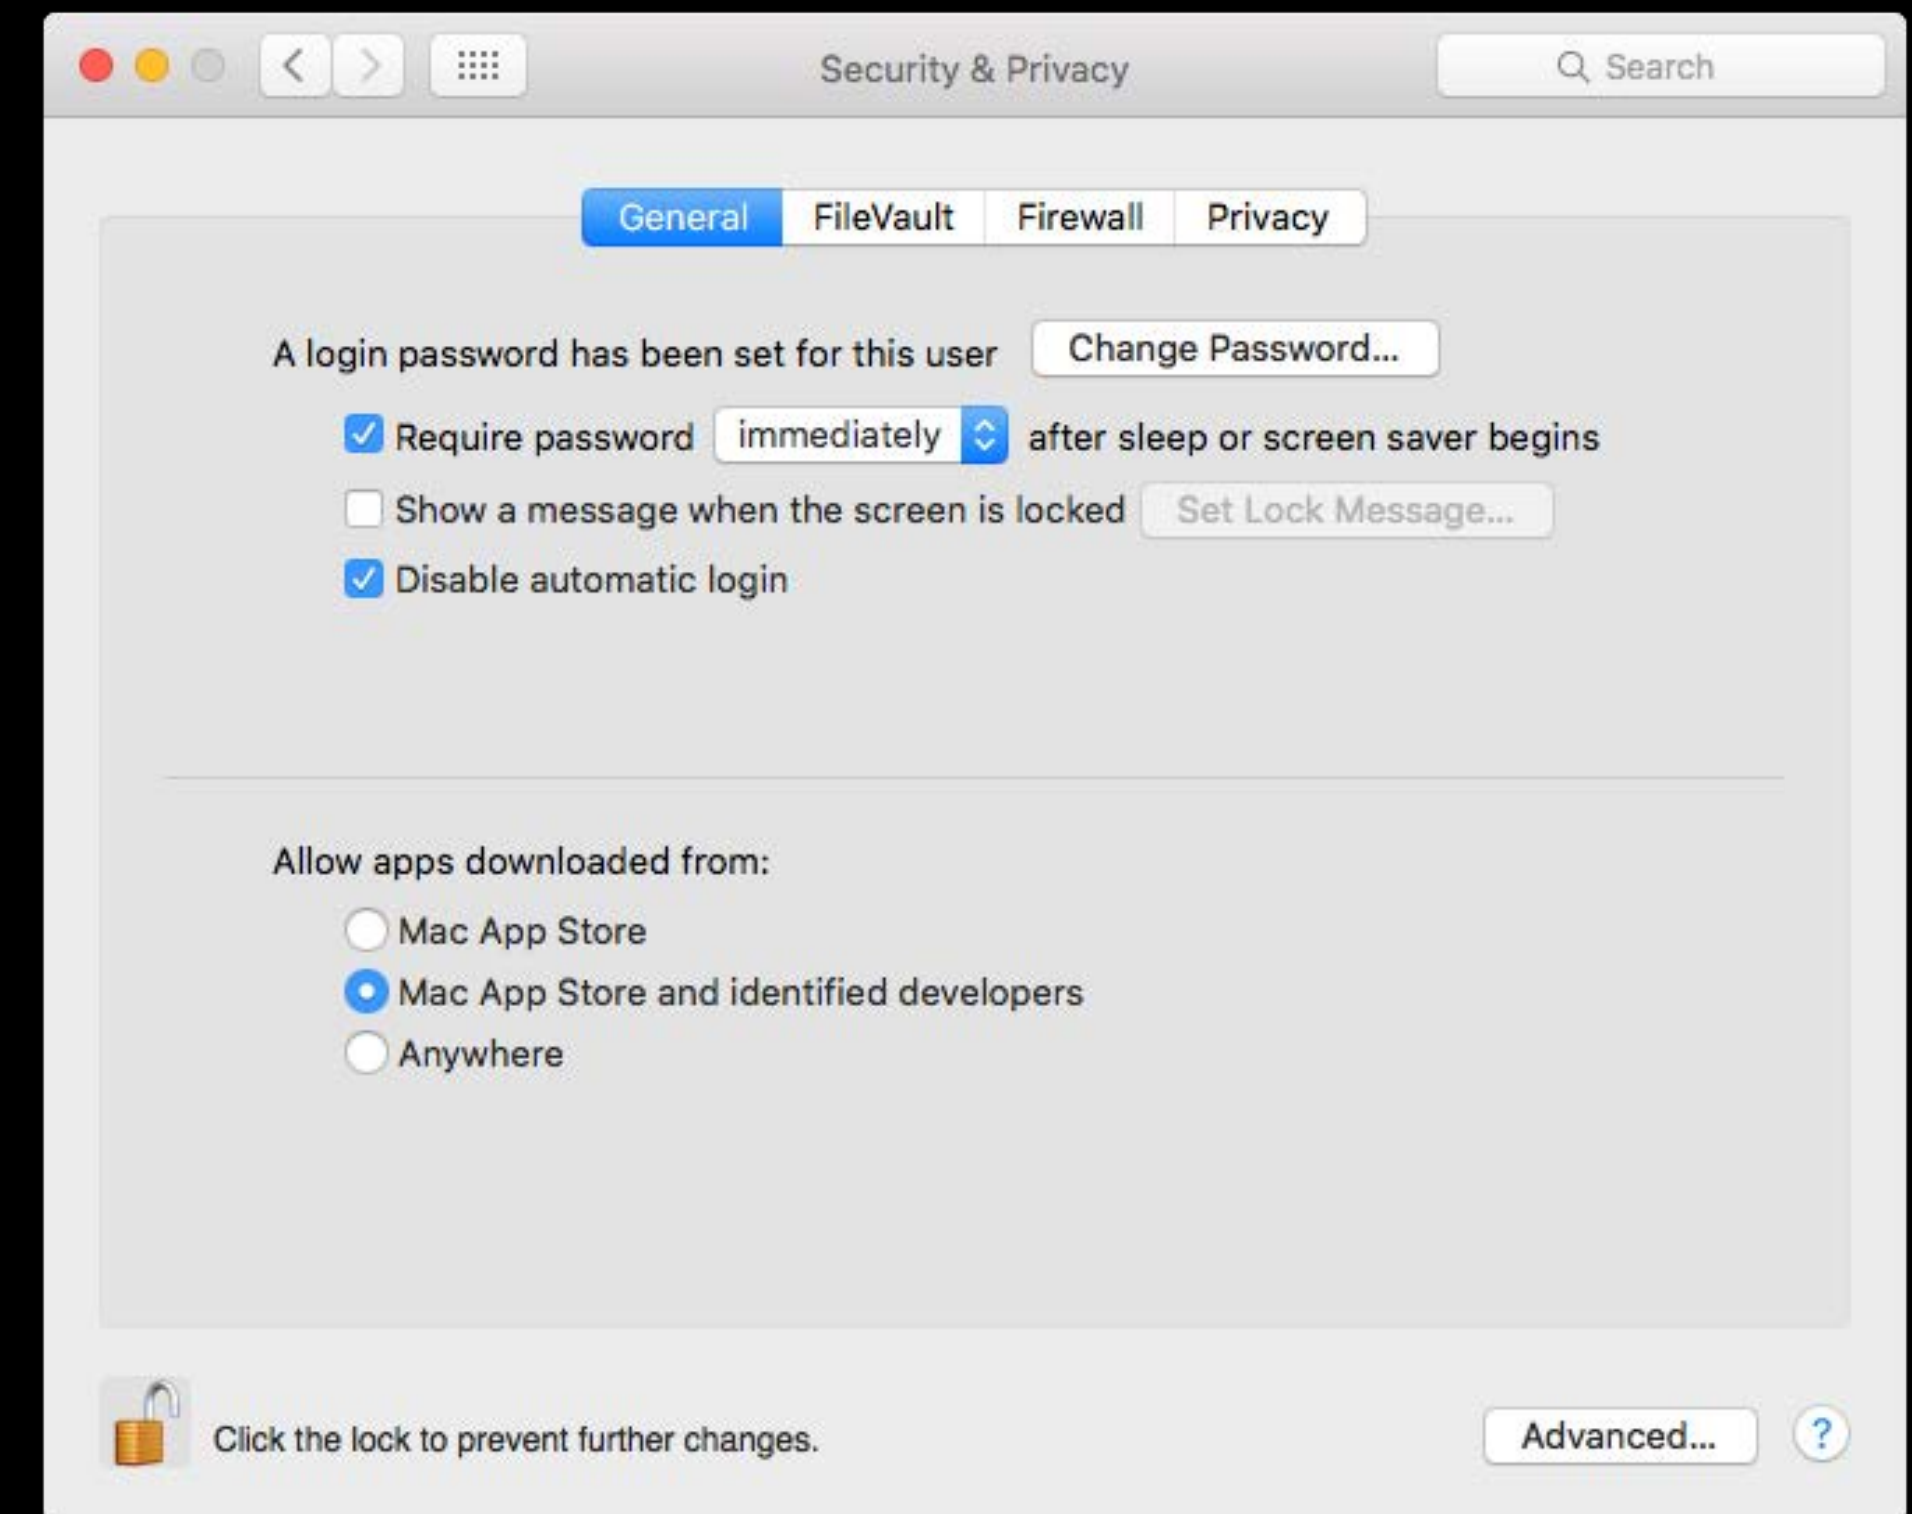 Security & Privacy
Search
General FileVault Firewall Privacy
A login password has been set for this user Change Password...
Require password immediately after sleep or screen saver begins
Show a message when the screen is locked Set Lock Message...
Disable automatic login
Allow apps downloaded from:
Mac App Store
Mac App Store and identified developers
Anywhere
Click the lock to prevent further changes.
Advanced... ?